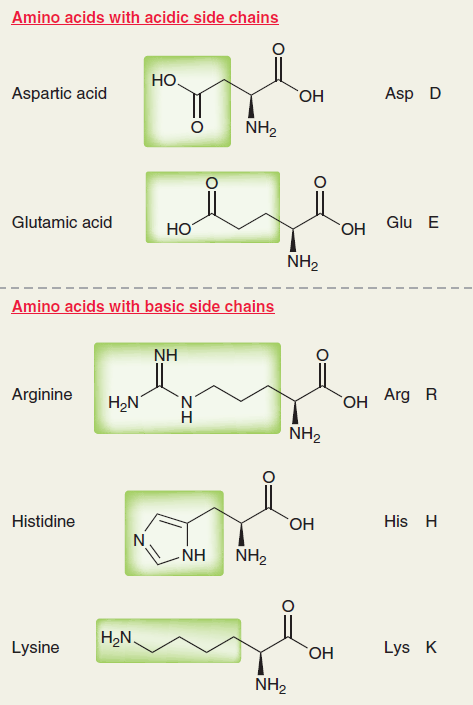 Amino acids with acidic side chains
O
HO
Aspartic acid
OH
Asp D
O
NH₂
O
O
Glutamic acid
HO
OH
Glu E
NH₂
Amino acids with basic side chains
NH
O
Arginine
H₂N
N
H
OH
Arg R
NH₂
O
Histidine
OH
His H
N
NH
NH₂
O
H₂N
Lysine
OH
Lys K
NH₂